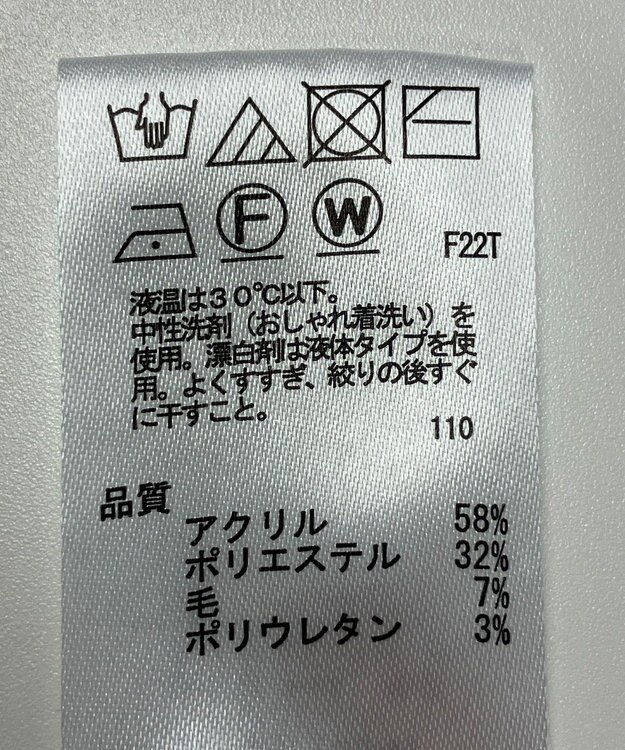 F W F22T
液温は30℃以下。
中性洗剤（おしゃれ着洗い）を
使用。漂白剤は液体タイプを使
用。よくすすぎ、絞りの後すぐ
に干すこと。
110
品質
アクリル 58%
ポリエステル 32%
毛 7%
ポリウレタン 3%